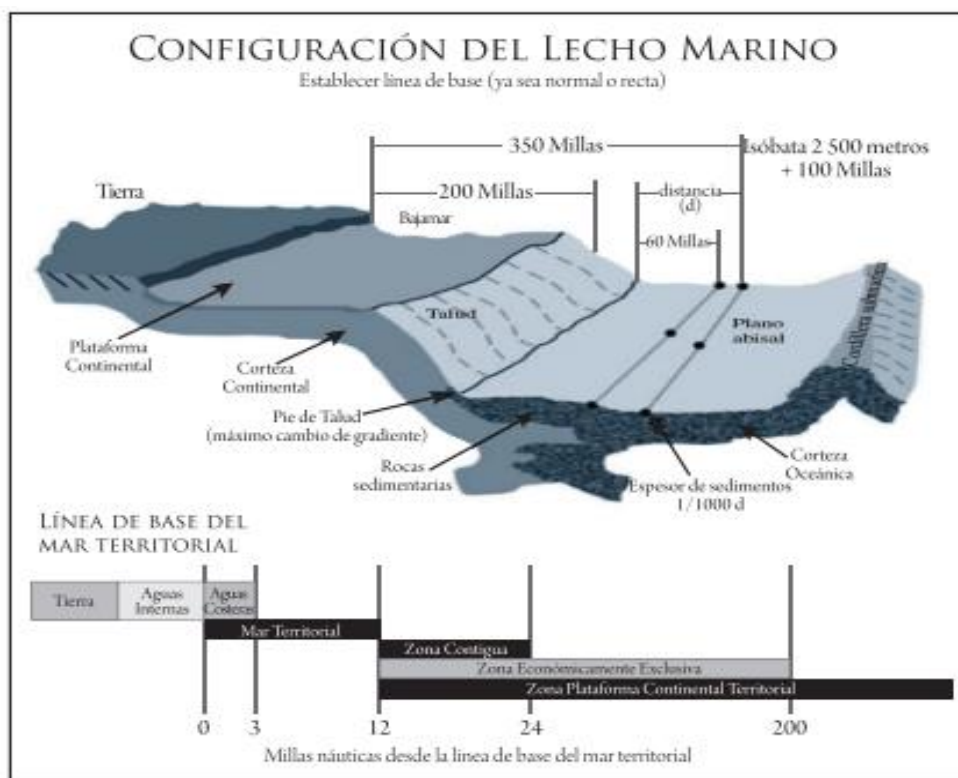 CONFIGURACIÓN DEL LECHO MARINO
Establecer línea de base (ya sea normal o recta)
350 Millas
Isóbata 2 500 metros
+ 100 Millas
Tierra
200 Millas
distancia
(d)
Bajamar
60 Millas
Talud
Plano
abisal
Cordillera submarina
Plataforma
Continental
Corteza
Continental
Pie de Talud
(máximo cambio de gradiente)
Rocas
sedimentarias
Espesor de sedimentos
1/1000 d
Corteza
Oceánica
LÍNEA DE BASE DEL
MAR TERRITORIAL
Tierra
Aguas
Internas
Aguas
Costeras
Mar Territorial
Zona Contigua
Zona Económicamente Exclusiva
Zona Plataforma Continental Territorial
0 3 12 24 200
Millas náuticas desde la linea de base del mar territorial